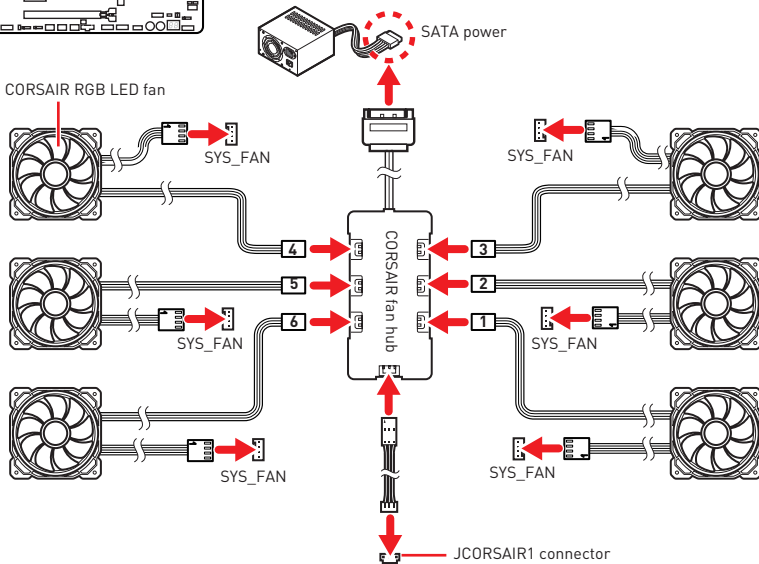 SATA power
CORSAIR RGB LED fan
SYS_FAN
SYS_FAN
4
3
5
2
6
1
CORSAIR fan hub
SYS_FAN
SYS_FAN
SYS_FAN
SYS_FAN
JCORSAIR1 connector